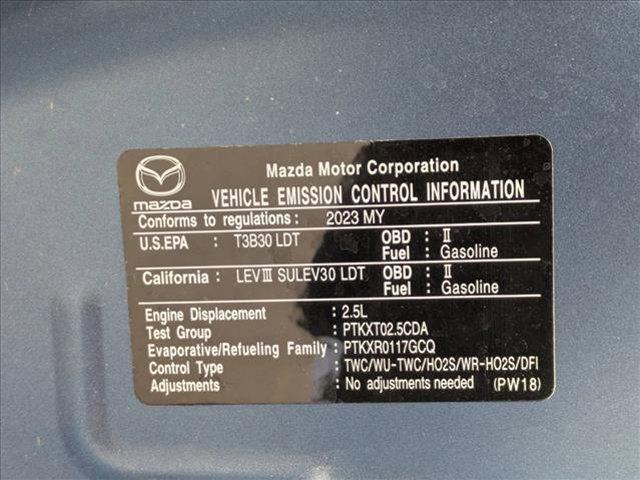 Mazda Motor Corporation
mazda VEHICLE EMISSION CONTROL INFORMATION
Conforms to regulations : 2023 MY
U.S.EPA : T3B30 LDT OBD : II
Fuel : Gasoline
California : LEVIII SULEV30 LDT OBD : II
Fuel : Gasoline
Engine Displacement : 2.5L
Test Group : PTKXT02.5CDA
Evaporative/Refueling Family : PTKXR0117GCQ
Control Type : TWC/WU-TWC/HO2S/WR-HO2S/DFI
Adjustments : No adjustments needed (PW18)